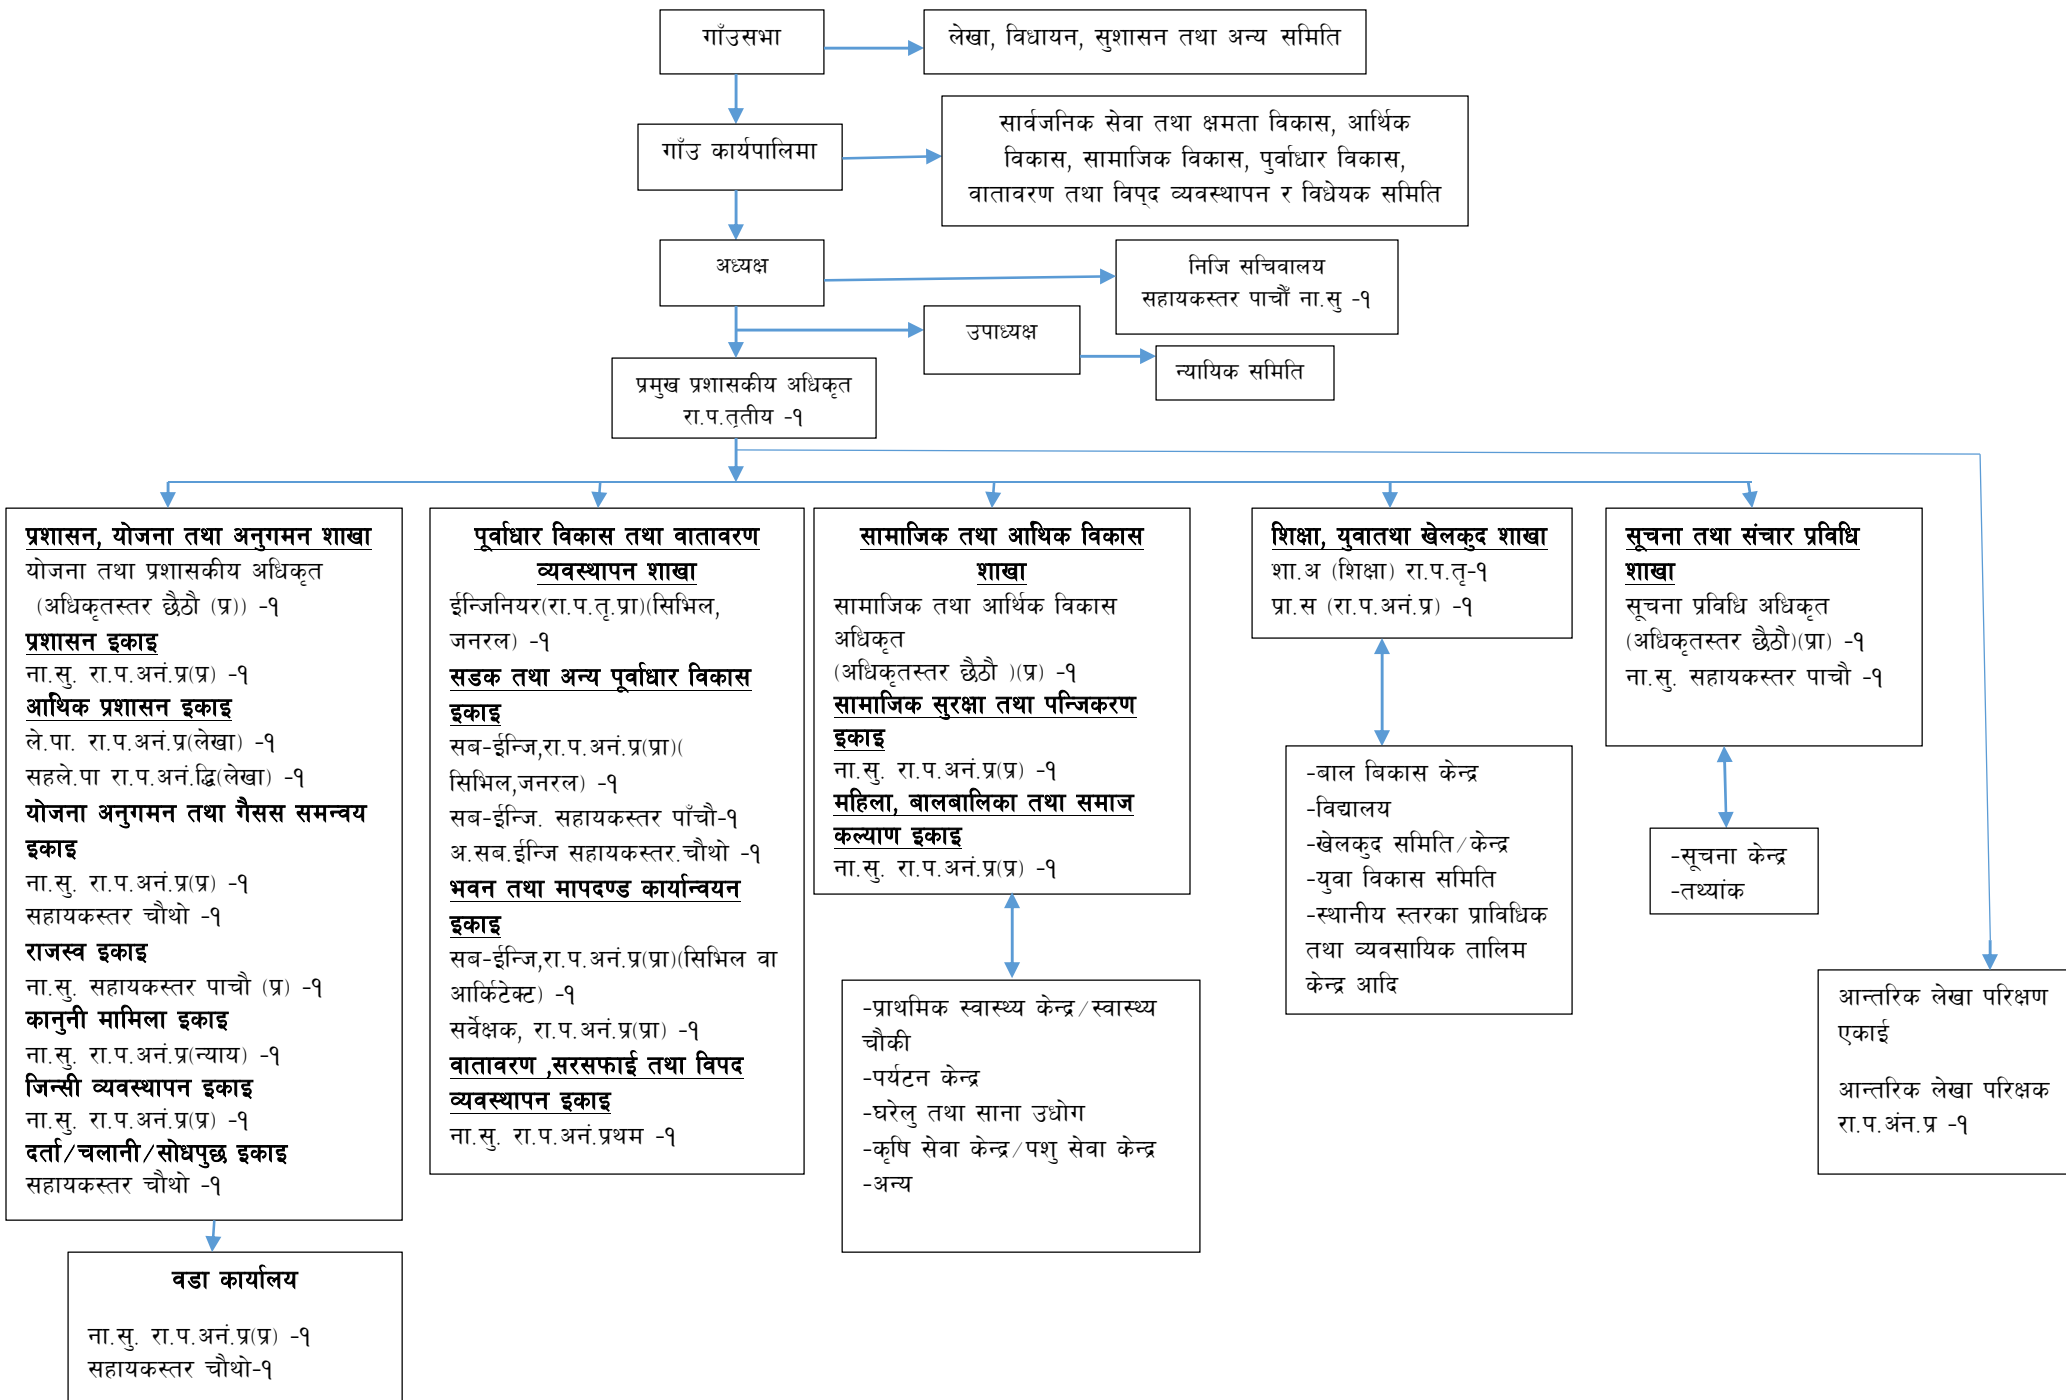 गाँउसभा
लेखा, विधायन, सुशासन तथा अन्य समिति
गाँउ कार्यपालिमा
सार्वजनिक सेवा तथा क्षमता विकास, आर्थिक
विकास, सामाजिक विकास, पुर्वाधार विकास,
वातावरण तथा विप्द व्यवस्थापन र विधेयक समिति
अध्यक्ष
निजि सचिवालय
सहायकस्तर पाचौँ ना.सु -१
उपाध्यक्ष
न्यायिक समिति
प्रमुख प्रशासकीय अधिकृत
रा.प.तृतीय -१
प्रशासन, योजना तथा अनुगमन शाखा
योजना तथा प्रशासकीय अधिकृत
(अधिकृतस्तर छैठौ (प्र)) -१
प्रशासन इकाइ
ना.सु. रा.प.अनं.प्र(प्र) -१
आर्थिक प्रशासन इकाइ
ले.पा. रा.प.अनं.प्र(लेखा) -१
सहले.पा रा.प.अनं.द्धि(लेखा) -१
योजना अनुगमन तथा गैसस समन्वय
इकाइ
ना.सु. रा.प.अनं.प्र(प्र) -१
सहायकस्तर चौथो -१
राजस्व इकाइ
ना.सु. सहायकस्तर पाचौ (प्र) -१
कानुनी मामिला इकाइ
ना.सु. रा.प.अनं.प्र(न्याय) -१
जिन्सी व्यवस्थापन इकाइ
ना.सु. रा.प.अनं.प्र(प्र) -१
दर्ता/चलानी/सोधपुछ इकाइ
सहायकस्तर चौथो -१
वडा कार्यालय
ना.सु. रा.प.अनं.प्र(प्र) -१
सहायकस्तर चौथो-१
पूर्वाधार विकास तथा वातावरण
व्यवस्थापन शाखा
ईन्जिनियर(रा.प.तृ.प्रा)(सिभिल,
जनरल) -१
सडक तथा अन्य पूर्वाधार विकास
इकाइ
सब-ईन्जि,रा.प.अनं.प्र(प्रा)(
सिभिल,जनरल) -१
सब-ईन्जि. सहायकस्तर पाँचौ-१
अ.सब.ईन्जि सहायकस्तर.चौथो -१
भवन तथा मापदण्ड कार्यान्वयन
इकाइ
सब-ईन्जि,रा.प.अनं.प्र(प्रा)(सिभिल वा
आर्किटेक्ट) -१
सर्वेक्षक, रा.प.अनं.प्र(प्रा) -१
वातावरण ,सरसफाई तथा विपद
व्यवस्थापन इकाइ
ना.सु. रा.प.अनं.प्रथम -१
सामाजिक तथा आर्थिक विकास
शाखा
सामाजिक तथा आर्थिक विकास
अधिकृत
(अधिकृतस्तर छैठौ )(प्र) -१
सामाजिक सुरक्षा तथा पन्जिकरण
इकाइ
ना.सु. रा.प.अनं.प्र(प्र) -१
महिला, बालबालिका तथा समाज
कल्याण इकाइ
ना.सु. रा.प.अनं.प्र(प्र) -१
-प्राथमिक स्वास्थ्य केन्द्र/स्वास्थ्य
चौकी
-पर्यटन केन्द्र
-घरेलु तथा साना उधोग
-कृषि सेवा केन्द्र/पशु सेवा केन्द्र
-अन्य
शिक्षा, युवातथा खेलकुद शाखा
शा.अ (शिक्षा) रा.प.तृ-१
प्रा.स (रा.प.अनं.प्र) -१
-बाल बिकास केन्द्र
-विद्यालय
-खेलकुद समिति/केन्द्र
-युवा विकास समिति
-स्थानीय स्तरका प्राविधिक
तथा व्यवसायिक तालिम
केन्द्र आदि
सूचना तथा संचार प्रविधि
शाखा
सूचना प्रविधि अधिकृत
(अधिकृतस्तर छैठौ)(प्रा) -१
ना.सु. सहायकस्तर पाचौ -१
-सूचना केन्द्र
-तथ्यांक
आन्तरिक लेखा परिक्षण
एकाई
आन्तरिक लेखा परिक्षक
रा.प.अंन.प्र -१